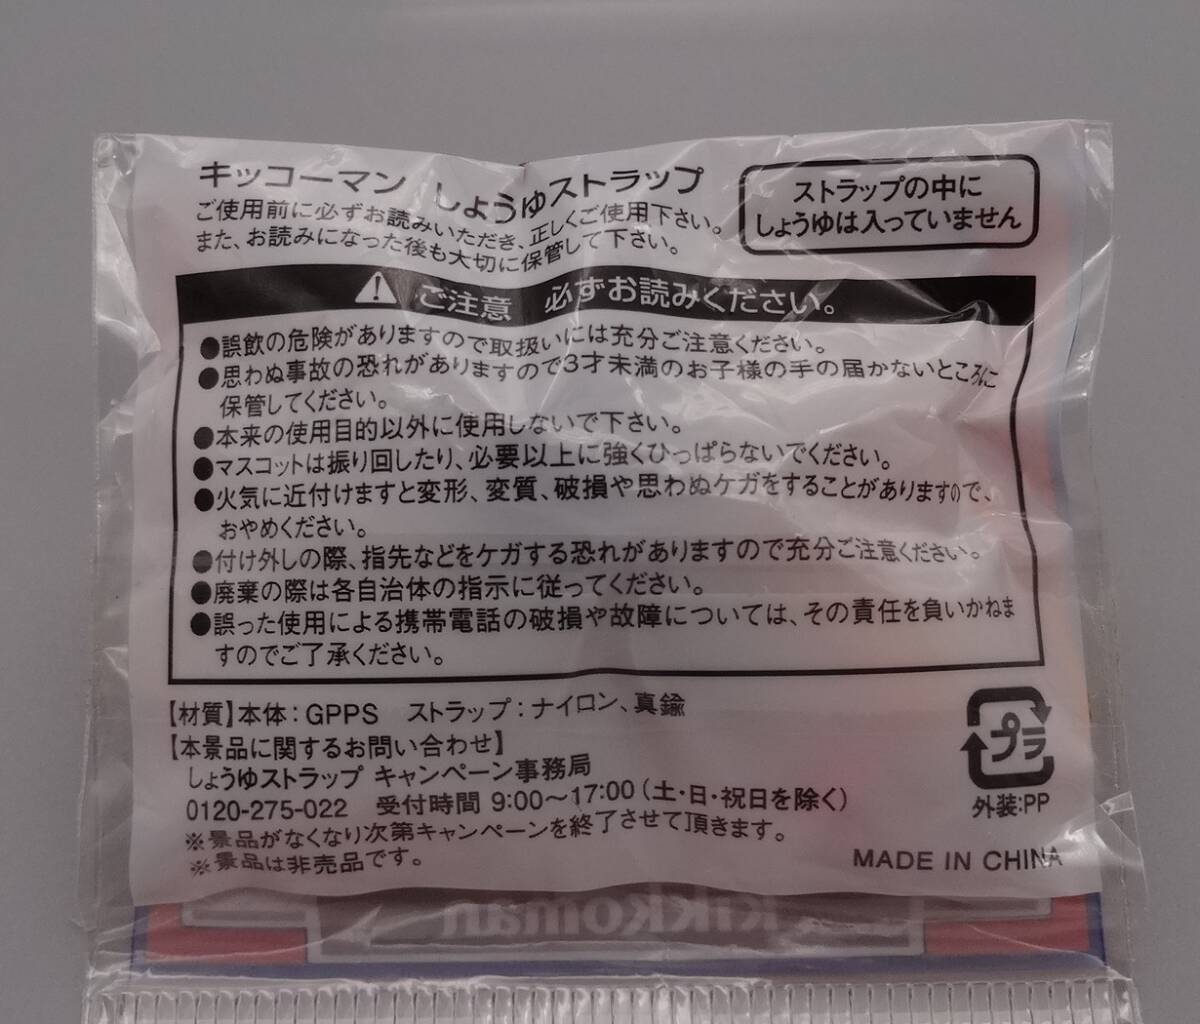 キッコーマン しょうゆストラップ
ご使用前に必ずお読みいただき、正しくご使用下さい。
また、お読みになった後も大切に保管して下さい。
ストラップの中に
しょうゆは入っていません
ご注意 必ずお読みください。
●誤飲の危険がありますので取扱いには充分ご注意ください。
●思わぬ事故の恐れがありますので3才未満のお子様の手の届かないところに
保管してください。
●本来の使用目的以外に使用しないで下さい。
●マスコットは振り回したり、必要以上に強くひっぱらないでください。
●火気に近付けますと変形、変質、破損や思わぬケガをすることがありますので、
おやめください。
●付け外しの際、指先などをケガする恐れがありますので充分ご注意ください。
●廃棄の際は各自治体の指示に従ってください。
●誤った使用による携帯電話の破損や故障については、その責任を負いかねま
すのでご了承ください。
【材質】本体：GPPS ストラップ：ナイロン、真鍮
【本景品に関するお問い合わせ】
しょうゆストラップ キャンペーン事務局
0120-275-022 受付時間 9:00〜17:00（土・日・祝日を除く）
※景品がなくなり次第キャンペーンを終了させて頂きます。
※景品は非売品です。
プラ
外装:PP
MADE IN CHINA
kikkoman